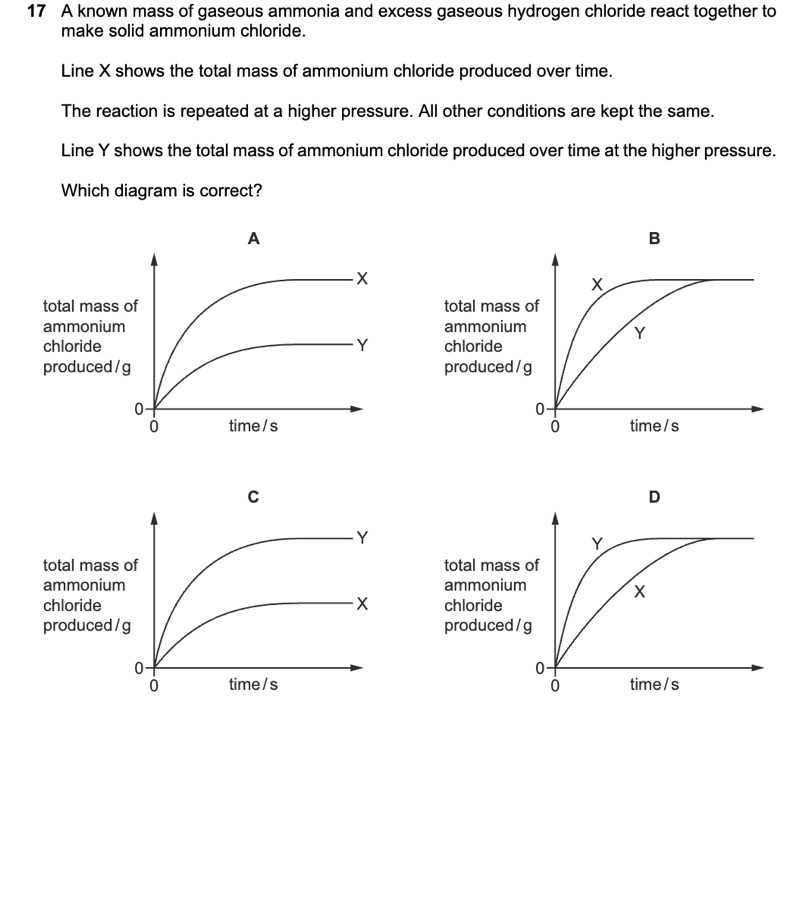 17 A known mass of gaseous ammonia and excess gaseous hydrogen chloride react together to
make solid ammonium chloride.
Line X shows the total mass of ammonium chloride produced over time.
The reaction is repeated at a higher pressure. All other conditions are kept the same.
Line Y shows the total mass of ammonium chloride produced over time at the higher pressure.
Which diagram is correct?
A
total mass of
ammonium
chloride
produced/g
X
Y
0
0
time/s
B
total mass of
ammonium
chloride
produced/g
X
Y
0
0
time/s
C
total mass of
ammonium
chloride
produced/g
Y
X
0
0
time/s
D
total mass of
ammonium
chloride
produced/g
Y
X
0
0
time/s